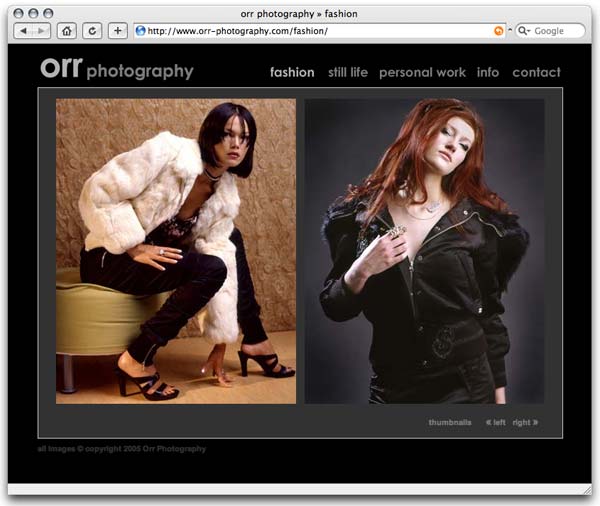 orr photography » fashion
http://www.orr-photography.com/fashion/
Google
orr photography
fashion still life personal work info contact
thumbnails « left right »
all images © copyright 2005 Orr Photography